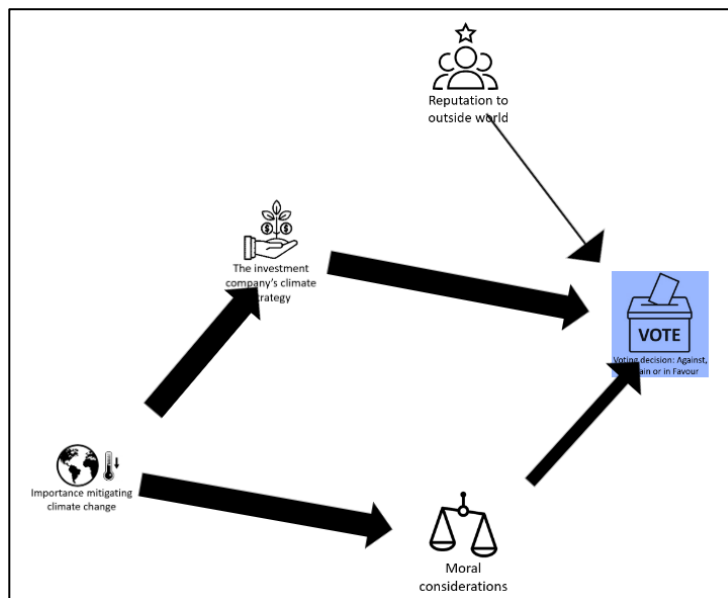 Reputation to
outside world
The investment
company's climate
strategy
VOTE
Voting decision: Against,
or in Favour
Importance mitigating
climate change
Moral
considerations